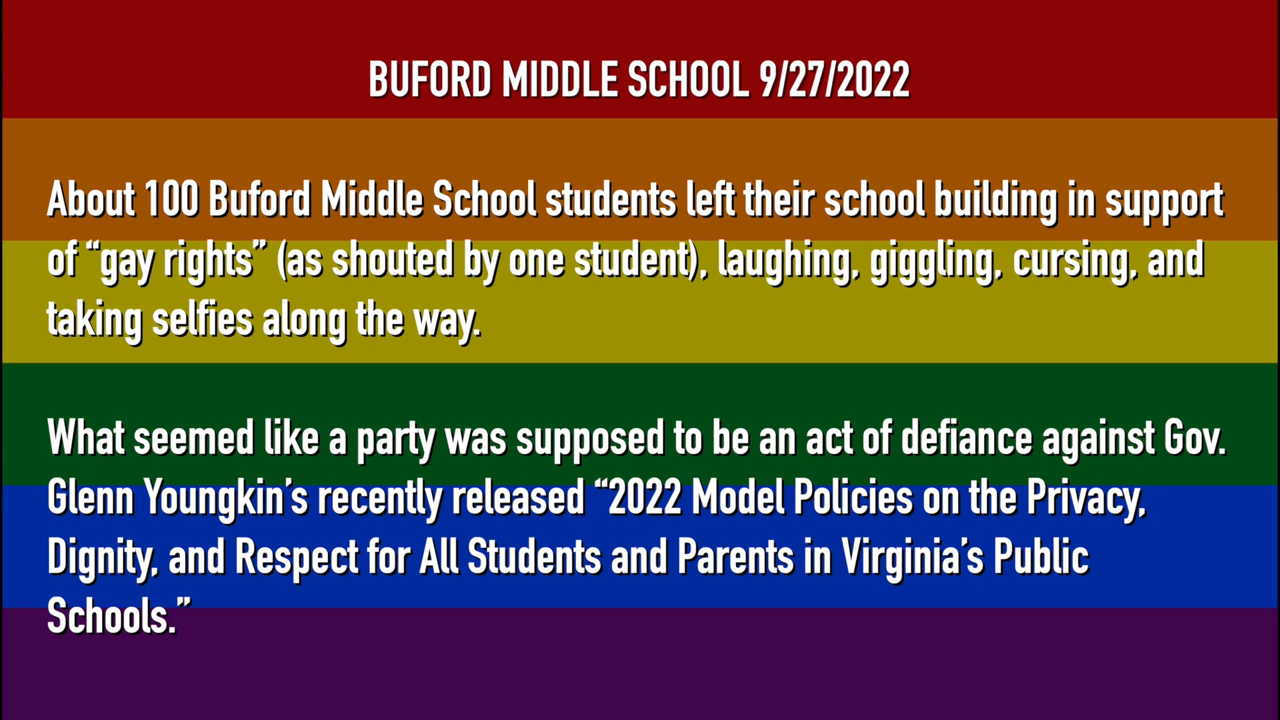 BUFORD MIDDLE SCHOOL 9/27/2022
About 100 Buford Middle School students left their school building in support
of “gay rights” (as shouted by one student), laughing, giggling, cursing, and
taking selfies along the way.
What seemed like a party was supposed to be an act of defiance against Gov.
Glenn Youngkin’s recently released “2022 Model Policies on the Privacy,
Dignity, and Respect for All Students and Parents in Virginia’s Public
Schools.”